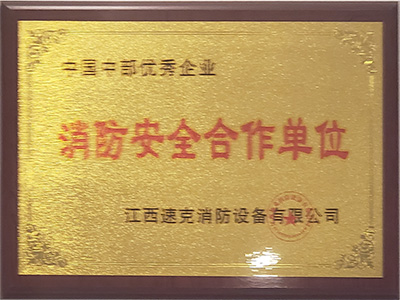 中国中部优秀企业
消防安全合作单位
江西速克消防设备有限公司